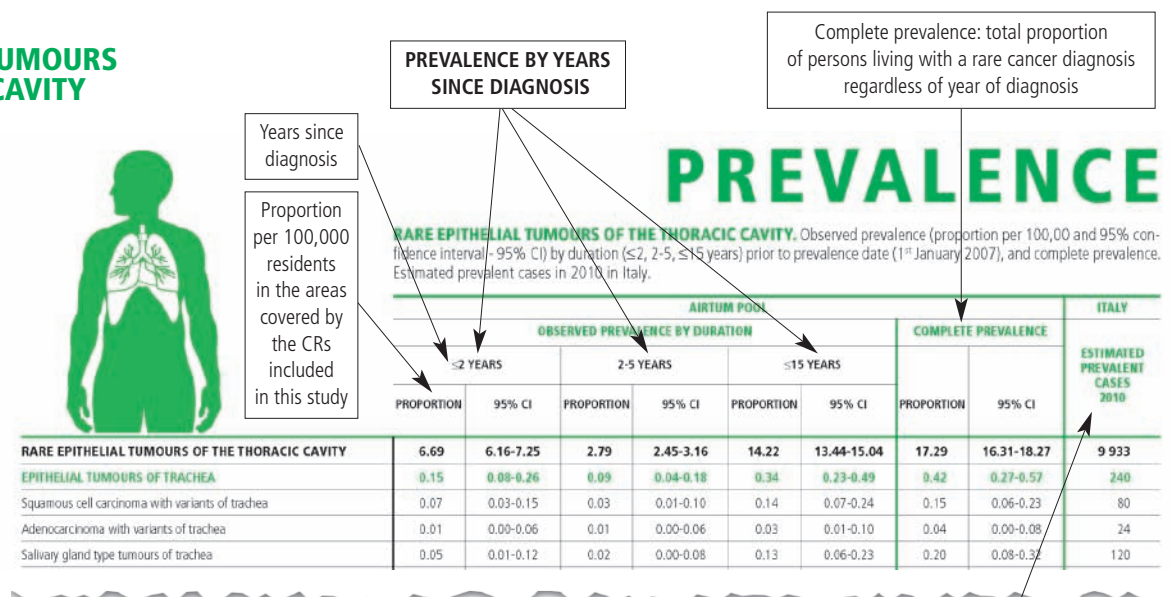 UMOURS
CAVITY
PREVALENCE BY YEARS
SINCE DIAGNOSIS
Complete prevalence: total proportion
of persons living with a rare cancer diagnosis
regardless of year of diagnosis
Years since
diagnosis
Proportion
per 100,000
residents
in the areas
covered by
the CRs
included
in this study
PREVALENCE
RARE EPITHELIAL TUMOURS OF THE THORACIC CAVITY. Observed prevalence (proportion per 100,00 and 95% con-
fidence interval - 95% CI) by duration (≤2, 2-5, ≤15 years) prior to prevalence date (1st January 2007), and complete prevalence.
Estimated prevalent cases in 2010 in Italy.
AIRTUM POOL ITALY
OBSERVED PREVALENCE BY DURATION COMPLETE PREVALENCE
≤2 YEARS 2-5 YEARS ≤15 YEARS
ESTIMATED
PREVALENT
CASES
2010
PROPORTION 95% CI PROPORTION 95% CI PROPORTION 95% CI PROPORTION 95% CI
RARE EPITHELIAL TUMOURS OF THE THORACIC CAVITY 6.69 6.16-7.25 2.79 2.45-3.16 14.22 13.44-15.04 17.29 16.31-18.27 9 933
EPITHELIAL TUMOURS OF TRACHEA 0.15 0.08-0.26 0.09 0.04-0.18 0.34 0.23-0.49 0.42 0.27-0.57 240
Squamous cell carcinoma with variants of trachea 0.07 0.03-0.15 0.03 0.01-0.10 0.14 0.07-0.24 0.15 0.06-0.23 80
Adenocarcinoma with variants of trachea 0.01 0.00-0.06 0.01 0.00-0.06 0.03 0.01-0.10 0.04 0.00-0.08 24
Salivary gland type tumours of trachea 0.05 0.01-0.12 0.02 0.00-0.08 0.13 0.06-0.23 0.20 0.08-0.32 120